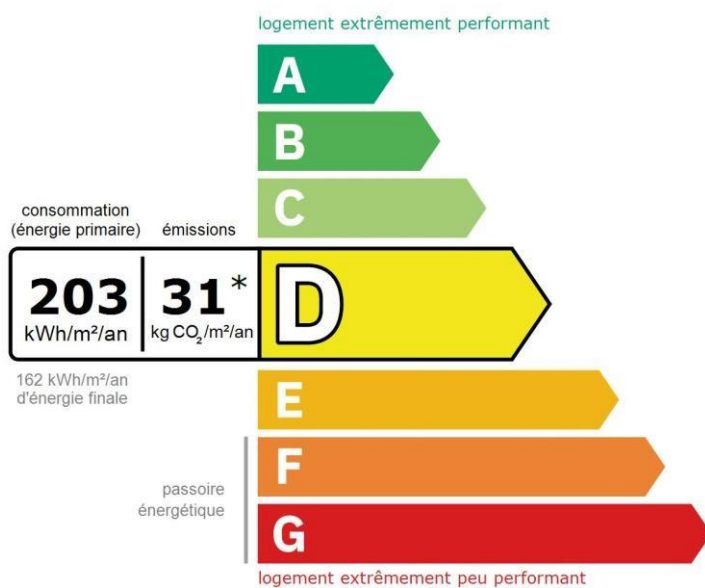 logement extrêmement performant
A
B
C
consommation
(énergie primaire)
émissions
203
kWh/m²/an
31*
kg CO₂/m²/an
D
162 kWh/m²/an
d'énergie finale
E
F
passoire
énergétique
G
logement extrêmement peu performant